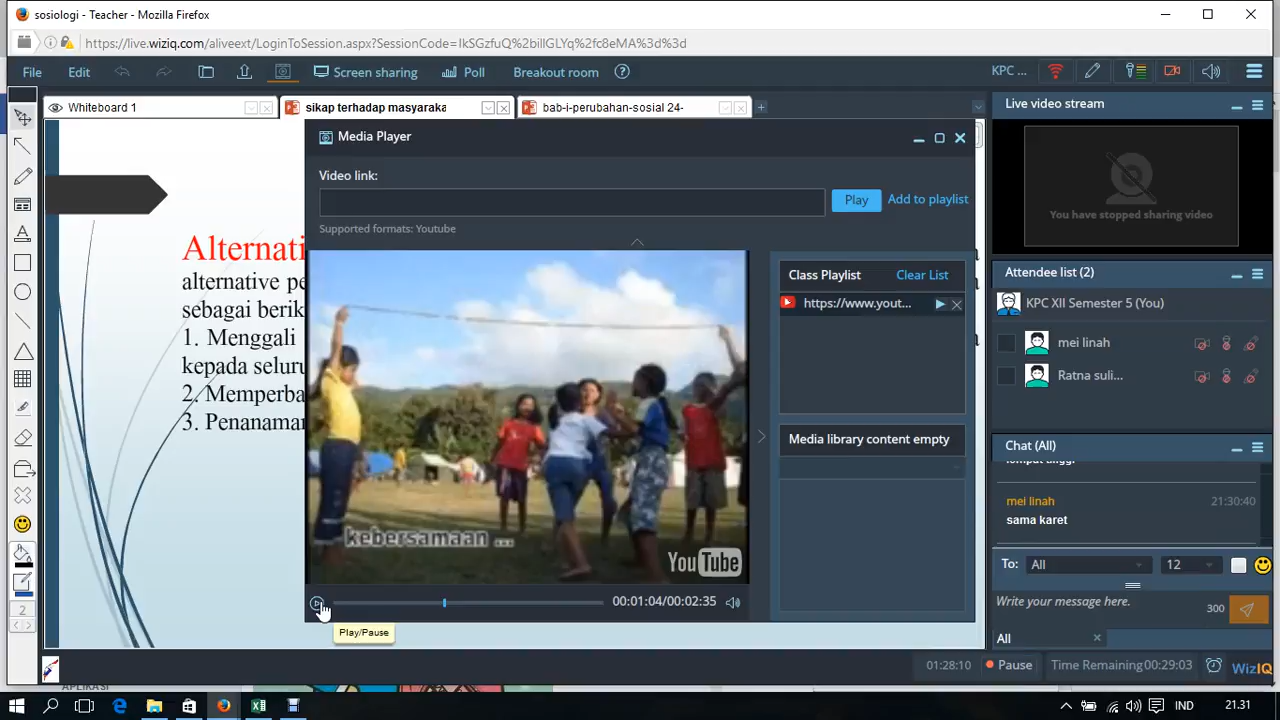 sosiologi - Teacher - Mozilla Firefox
https://live.wiziq.com/aliveext/LoginToSession.aspx?SessionCode=IkSGzfuQ%2billGLYq%2fc8eMA%3d%3d
File Edit Screen sharing Poll Breakout room KPC ...
Whiteboard 1 sikap terhadap masyaraka bab-i-perubahan-sosial 24-
Live video stream
You have stopped sharing video
Attendee list (2)
KPC XII Semester 5 (You)
mei linah
Ratna suli...
Chat (All)
mei linah 21:30:40
sama karet
To: All 12
Write your message here. 300
All
Media Player
Video link:
Play Add to playlist
Supported formats: Youtube
Class Playlist Clear List
https://www.yout...
Media library content empty
kebersamaan ...
YouTube
00:01:04/00:02:35
Play/Pause
Alternati
alternative pe
sebagai berik
1. Menggali
kepada seluru
2. Memperba
3. Penanaman
2
01:28:10 Pause Time Remaining 00:29:03 WizIQ
APLIKASI
IND 21.31